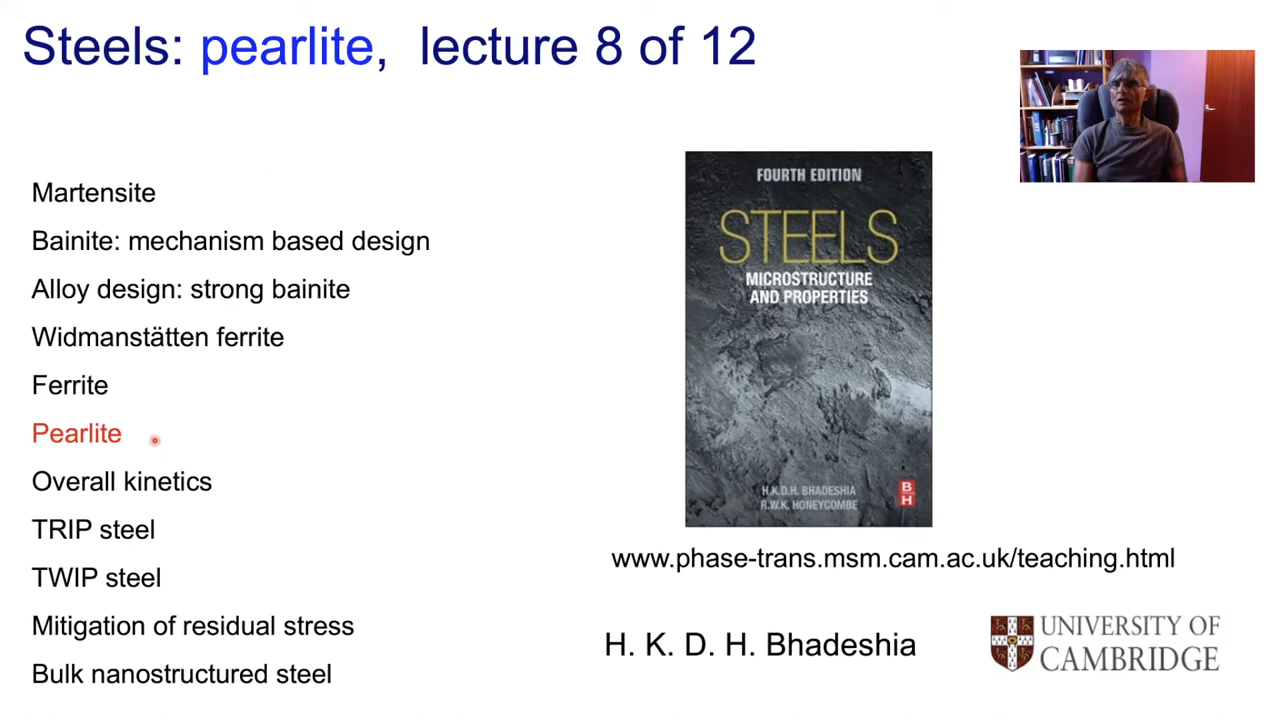 Steels: pearlite, lecture 8 of 12
Martensite
Bainite: mechanism based design
Alloy design: strong bainite
Widmanstätten ferrite
Ferrite
Pearlite
Overall kinetics
TRIP steel
TWIP steel
Mitigation of residual stress
Bulk nanostructured steel
FOURTH EDITION
STEELS
MICROSTRUCTURE
AND PROPERTIES
H.K.D.H. BHADESHIA
R.W.K. HONEYCOMBE
B
H
www.phase-trans.msm.cam.ac.uk/teaching.html
H. K. D. H. Bhadeshia
UNIVERSITY OF
CAMBRIDGE